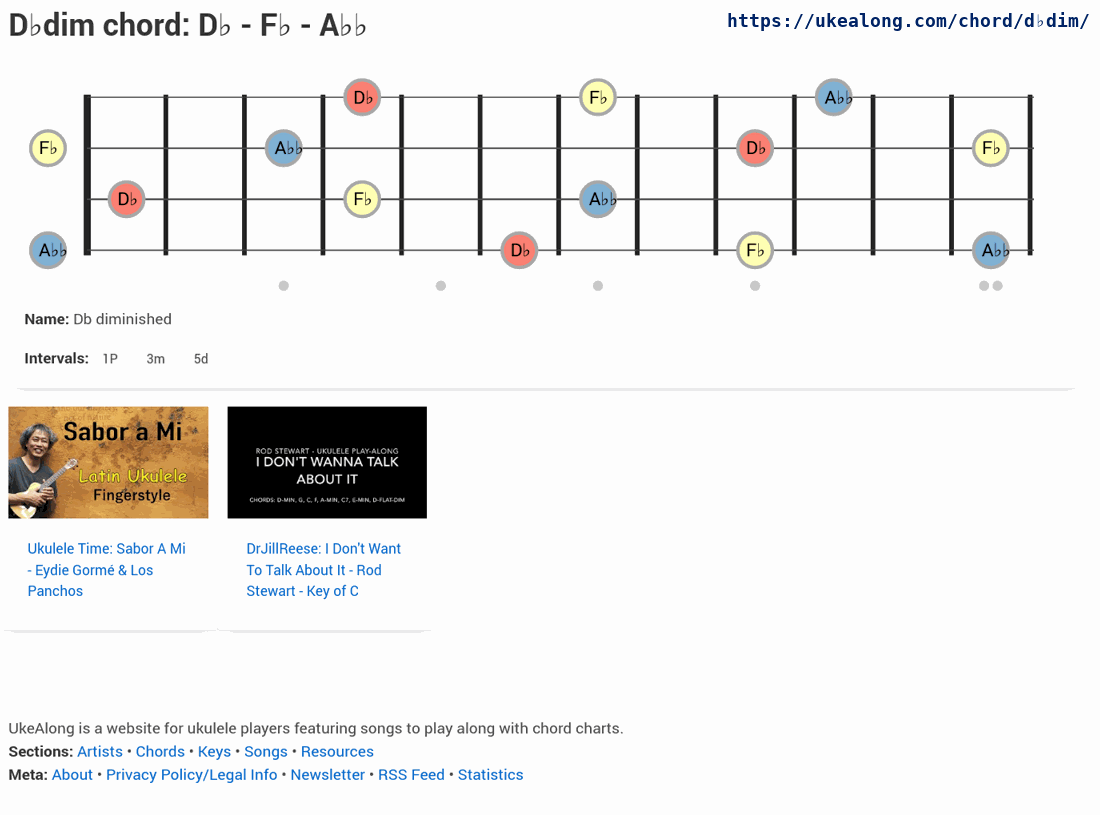 D♭dim chord: D♭ - F♭ - A♭♭
https://ukealong.com/chord/d♭dim/
D♭ F♭ A♭♭
F♭ A♭♭ D♭ F♭
D♭ F♭ A♭♭
A♭♭ D♭ F♭ A♭♭
Name: Db diminished
Intervals: 1P 3m 5d
Sabor a Mi
Latin Ukulele
Fingerstyle
ROD STEWART - UKULELE PLAY-ALONG
I DON'T WANNA TALK
ABOUT IT
CHORDS: D-MIN, G, C, F, A-MIN, C7, E-MIN, D-FLAT-DIM
Ukulele Time: Sabor A Mi
- Eydie Gormé & Los
Panchos
DrJillReese: I Don't Want
To Talk About It - Rod
Stewart - Key of C
UkeAlong is a website for ukulele players featuring songs to play along with chord charts.
Sections: Artists • Chords • Keys • Songs • Resources
Meta: About • Privacy Policy/Legal Info • Newsletter • RSS Feed • Statistics